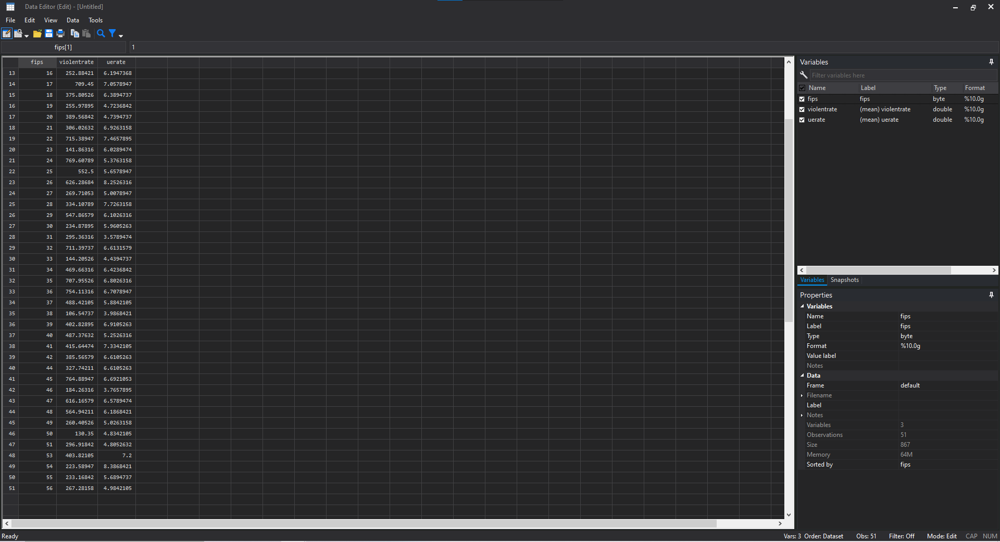 Data Editor (Edit) - [Untitled]
File Edit View Data Tools
fips[1] 1
fips violentrate uerate
13 16 252.88421 6.1947368
14 17 709.45 7.0578947
15 18 375.80526 6.3894737
16 19 255.97895 4.7236842
17 20 389.56842 4.7394737
18 21 306.02632 6.9263158
19 22 715.38947 7.4657895
20 23 141.86316 6.0289474
21 24 769.60789 5.3763158
22 25 552.5 5.6578947
23 26 626.28684 8.2526316
24 27 269.71053 5.0078947
25 28 334.10789 7.7263158
26 29 547.86579 6.1026316
27 30 234.87895 5.9605263
28 31 295.36316 3.5789474
29 32 711.39737 6.6131579
30 33 144.20526 4.4394737
31 34 469.66316 6.4236842
32 35 707.95526 6.8026316
33 36 754.11316 6.7078947
34 37 488.42105 5.8842105
35 38 106.54737 3.9868421
36 39 402.82895 6.9105263
37 40 487.37632 5.2526316
38 41 415.64474 7.3342105
39 42 385.56579 6.6105263
40 44 327.74211 6.6105263
41 45 764.88947 6.6921053
42 46 184.26316 3.7657895
43 47 616.16579 6.5789474
44 48 564.94211 6.1868421
45 49 260.40526 5.0263158
46 50 130.35 4.8342105
47 51 296.91842 4.8052632
48 53 403.82105 7.2
49 54 223.58947 8.3868421
50 55 233.16842 5.6894737
51 56 267.28158 4.9842105
Variables
Filter variables here
Name Label Type Format
fips fips byte %10.0g
violentrate (mean) violentrate double %10.0g
uerate (mean) uerate double %10.0g
Variables Snapshots
Properties
Variables
Name fips
Label fips
Type byte
Format %10.0g
Value label
Notes
Data
Frame default
Filename
Label
Notes
Variables 3
Observations 51
Size 867
Memory 64M
Sorted by fips
Ready Vars: 3 Order: Dataset Obs: 51 Filter: Off Mode: Edit CAP NUM